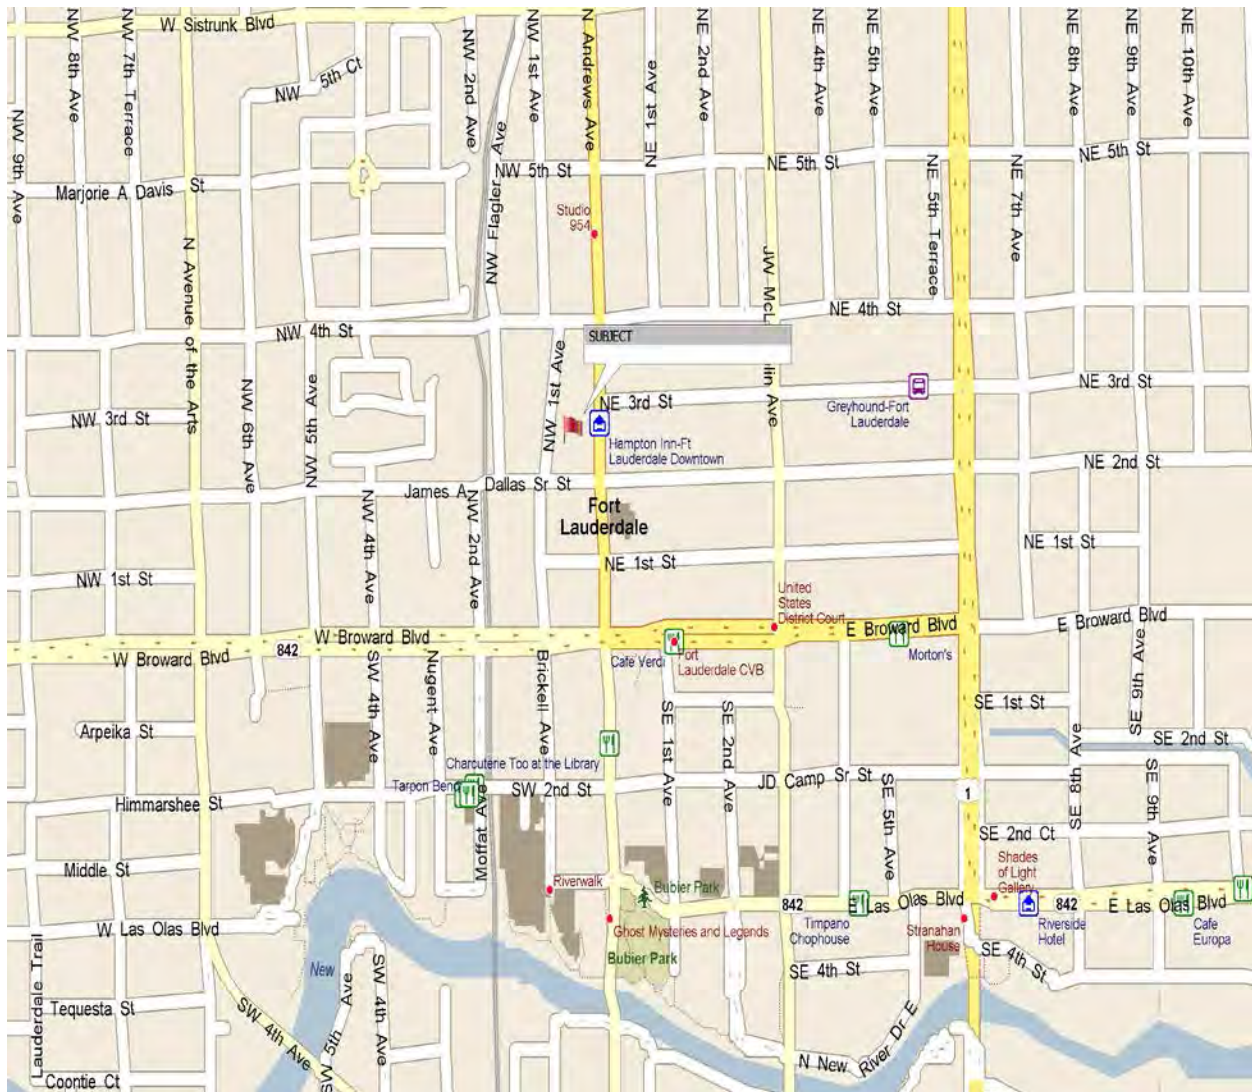 W Sistrunk Blvd
NW 9th Ave
NW 8th Ave
NW 7th Terrace
NW 5th Ct
NW 2nd Ave
NW 1st Ave
N Andrews Ave
NE 1st Ave
NE 2nd Ave
NE 4th Ave
NE 5th Ave
NE 8th Ave
NE 9th Ave
NE 10th Ave
NW Flagler Ave
NW 5th St
NE 5th St
NE 5th St
NE 5th Terrace
NE 7th Ave
Marjorie A Davis St
Studio
954
N Avenue of the Arts
JW McL
lin Ave
NW 4th St
NE 4th St
SUBJECT
NW 1st Ave
NE 3rd St
NE 3rd St
Greyhound-Fort
Lauderdale
NW 3rd St
NW 6th Ave
NW 5th Ave
Hampton Inn-Ft
Lauderdale Downtown
NE 2nd St
James A
Dallas Sr St
NW 4th Ave
NW 2nd Ave
Fort
Lauderdale
NE 1st St
NE 1st St
NW 1st St
United
States
District Court
W Broward Blvd
E Broward Blvd
E Broward Blvd
W Broward Blvd
842
Cafe Verdi
Fort
Lauderdale CVB
Morton's
SW 4th Ave
Nugent Ave
Brickell Ave
SE 1st Ave
SE 2nd Ave
SE 1st St
SE 9th Ave
Arpeika St
SE 2nd St
SE 8th Ave
Charcuterie Too at the Library
Tarpon Bend
SW 2nd St
JD Camp Sr St
Himmarshee St
Moffat Ave
SE 5th Ave
1
SE 9th Ave
SE 2nd Ct
Middle St
Shades
of Light
Gallery
Riverwalk
Bubier Park
842
E Las Olas Blvd
842
E Las Olas Blvd
W Las Olas Blvd
Ghost Mysteries and Legends
Timpano
Chophouse
Stranahan
House
Riverside
Hotel
Cafe
Europa
Bubier Park
SE 4th St
SE 4th St
New
Lauderdale Trail
Tequesta St
SW 4th Ave
SW 5th Ave
SW 4th Ave
N New River Dr E
Coontie Ct